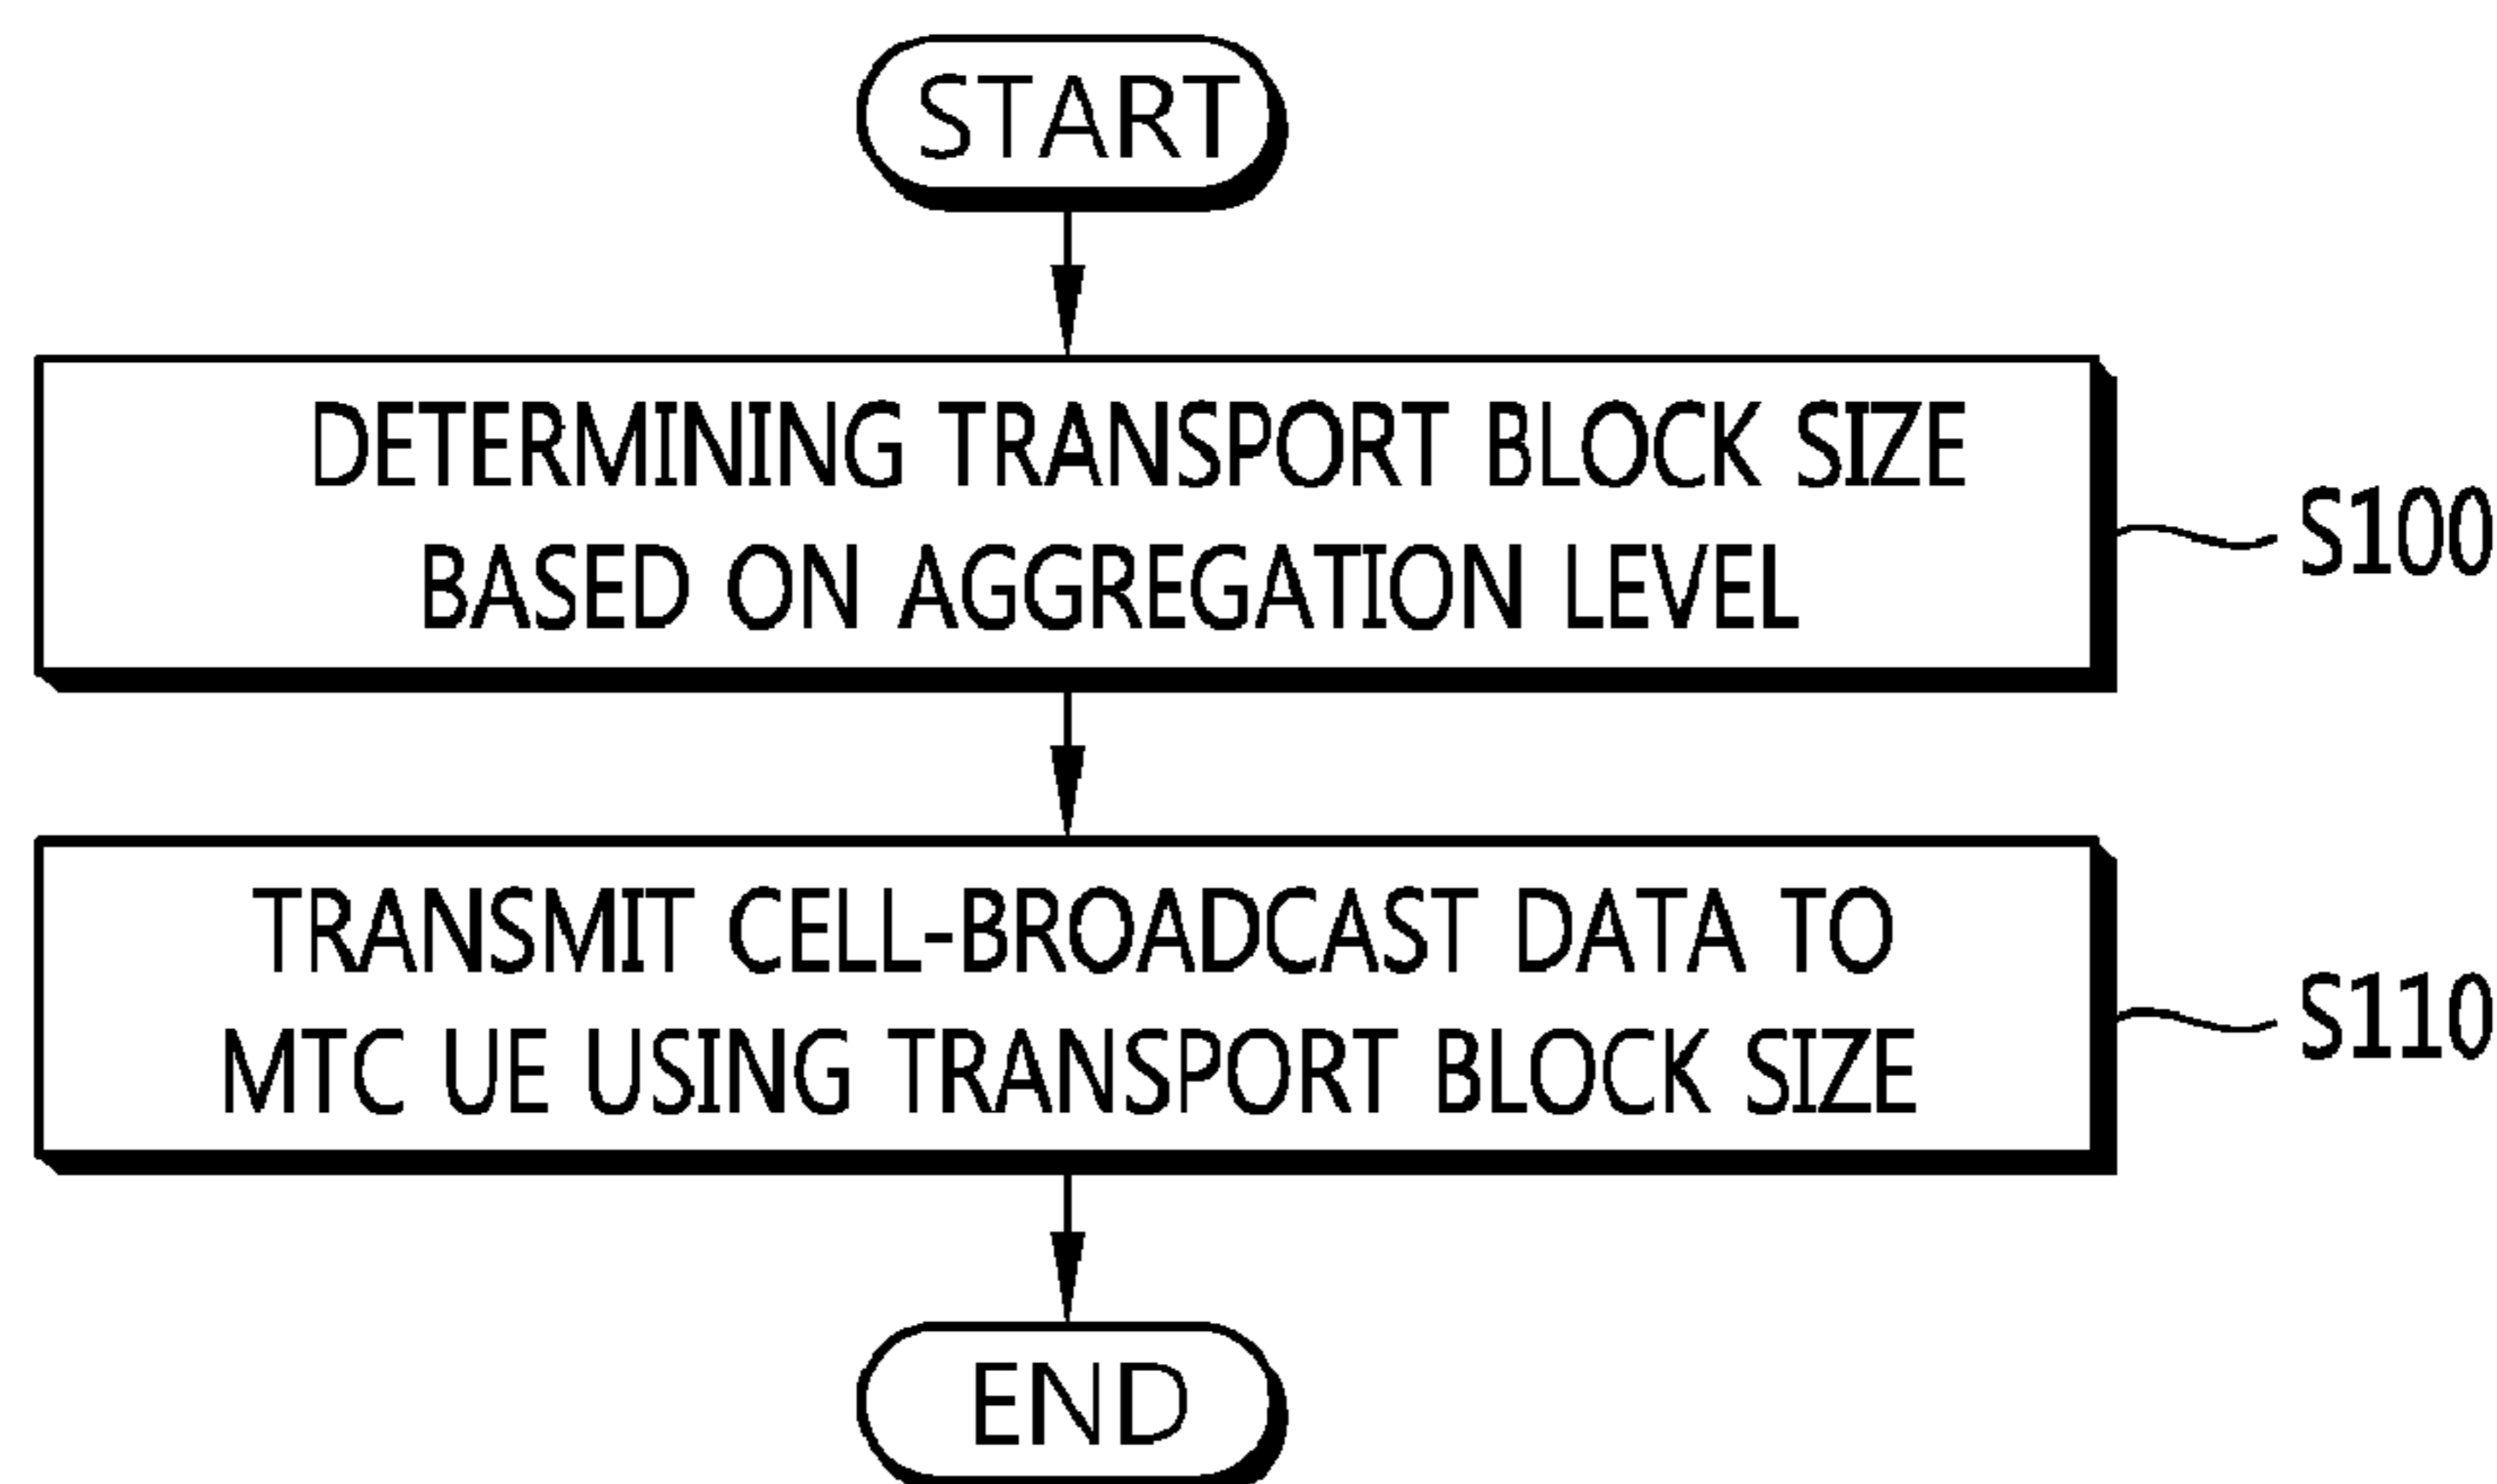 START
DETERMINING TRANSPORT BLOCK SIZE
BASED ON AGGREGATION LEVEL
S100
TRANSMIT CELL-BROADCAST DATA TO
MTC UE USING TRANSPORT BLOCK SIZE
S110
END